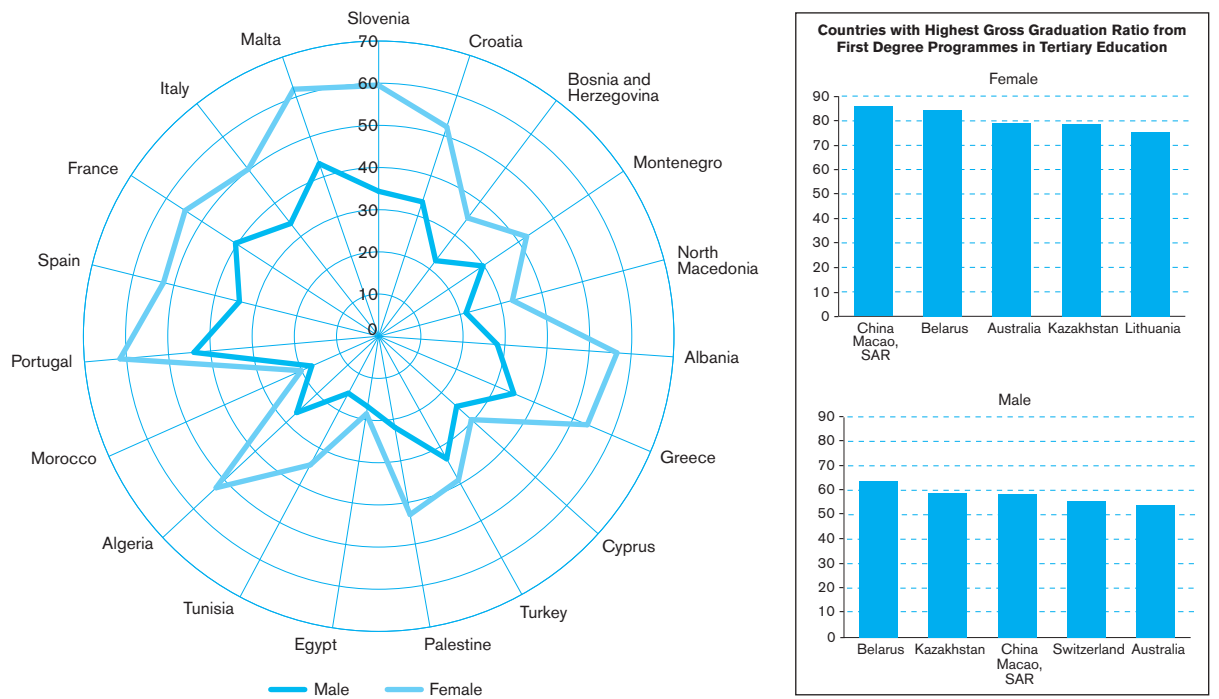 Slovenia
Croatia
Bosnia and
Herzegovina
Montenegro
North
Macedonia
Albania
Greece
Cyprus
Turkey
Palestine
Egypt
Tunisia
Algeria
Morocco
Portugal
Spain
France
Italy
Malta
70
60
50
40
30
20
10
0
Male
Female
Countries with Highest Gross Graduation Ratio from
First Degree Programmes in Tertiary Education
Female
90
80
70
60
50
40
30
20
10
0
China
Macao,
SAR
Belarus
Australia
Kazakhstan
Lithuania
Male
90
80
70
60
50
40
30
20
10
0
Belarus
Kazakhstan
China
Macao,
SAR
Switzerland
Australia